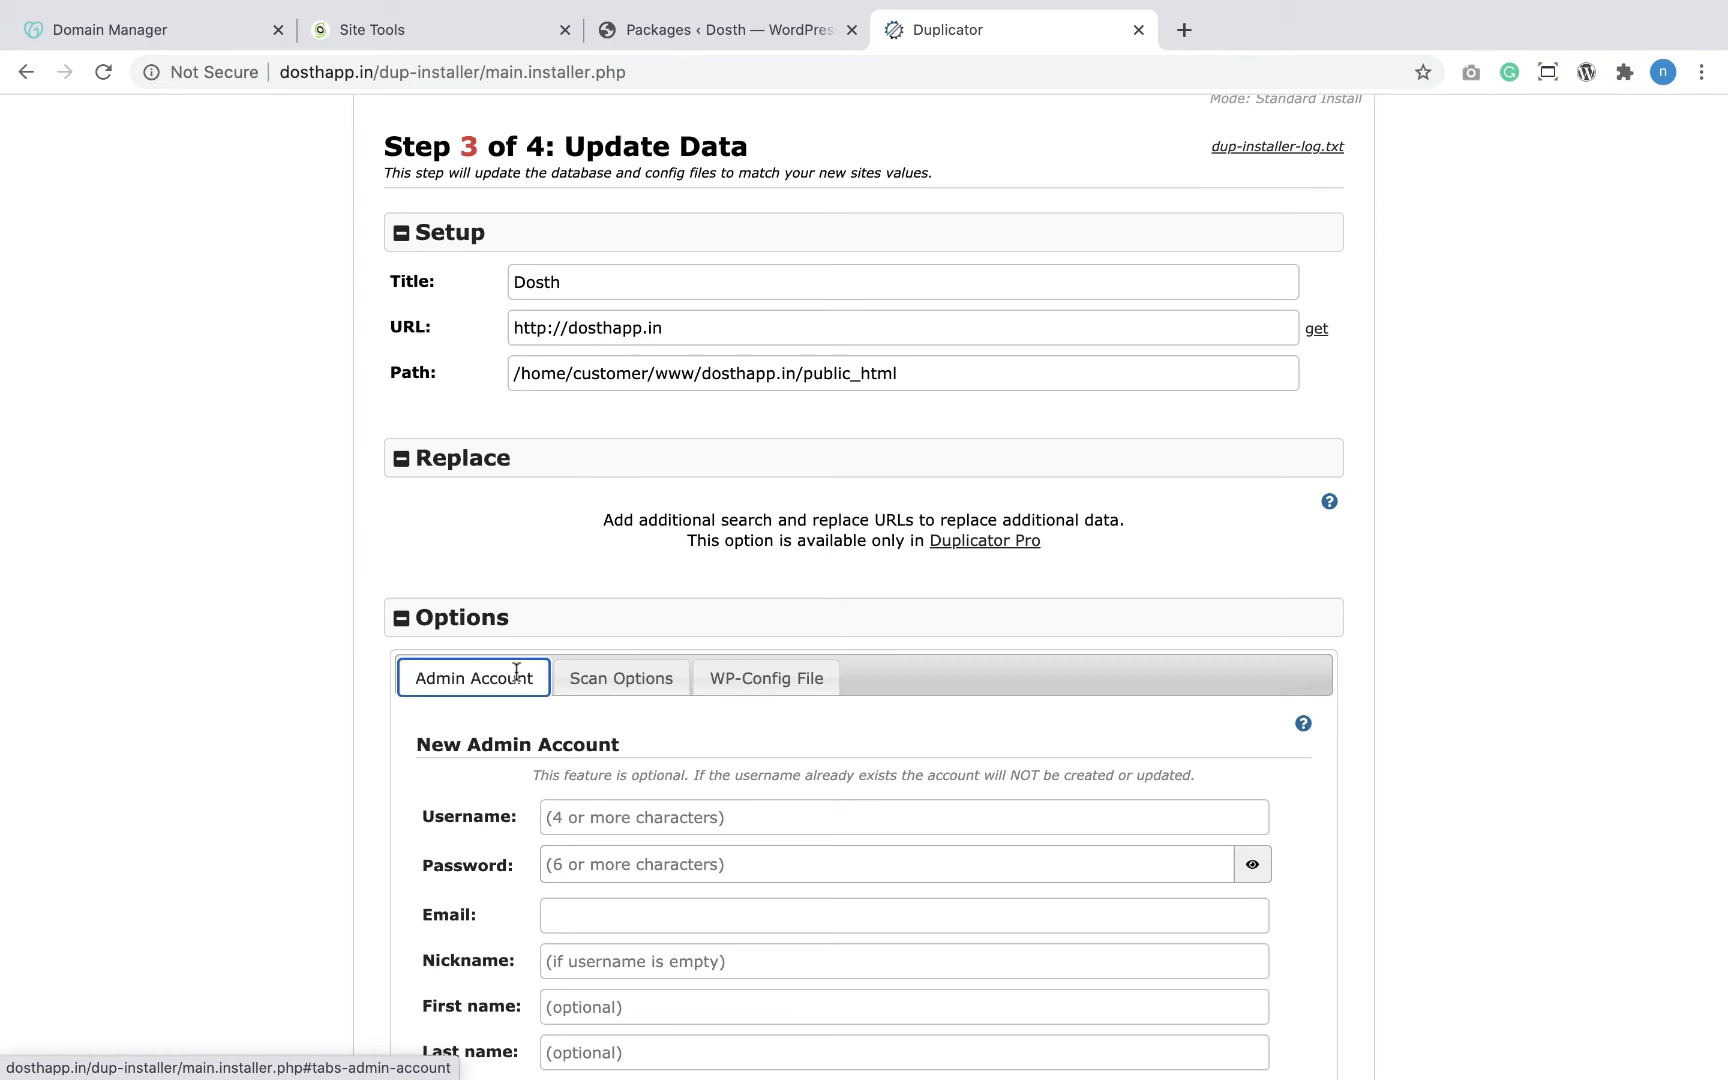 Domain Manager
Site Tools
Packages ‹ Dosth — WordPres
Duplicator
Not Secure
dosthapp.in/dup-installer/main.installer.php
n
Mode: Standard Install
Step 3 of 4: Update Data
dup-installer-log.txt
This step will update the database and config files to match your new sites values.
Setup
Title:
Dosth
URL:
http://dosthapp.in
get
Path:
/home/customer/www/dosthapp.in/public_html
Replace
?
Add additional search and replace URLs to replace additional data.
This option is available only in Duplicator Pro
Options
Admin Account
Scan Options
WP-Config File
?
New Admin Account
This feature is optional. If the username already exists the account will NOT be created or updated.
Username:
(4 or more characters)
Password:
(6 or more characters)
Email:
Nickname:
(if username is empty)
First name:
(optional)
Last name:
(optional)
dosthapp.in/dup-installer/main.installer.php#tabs-admin-account